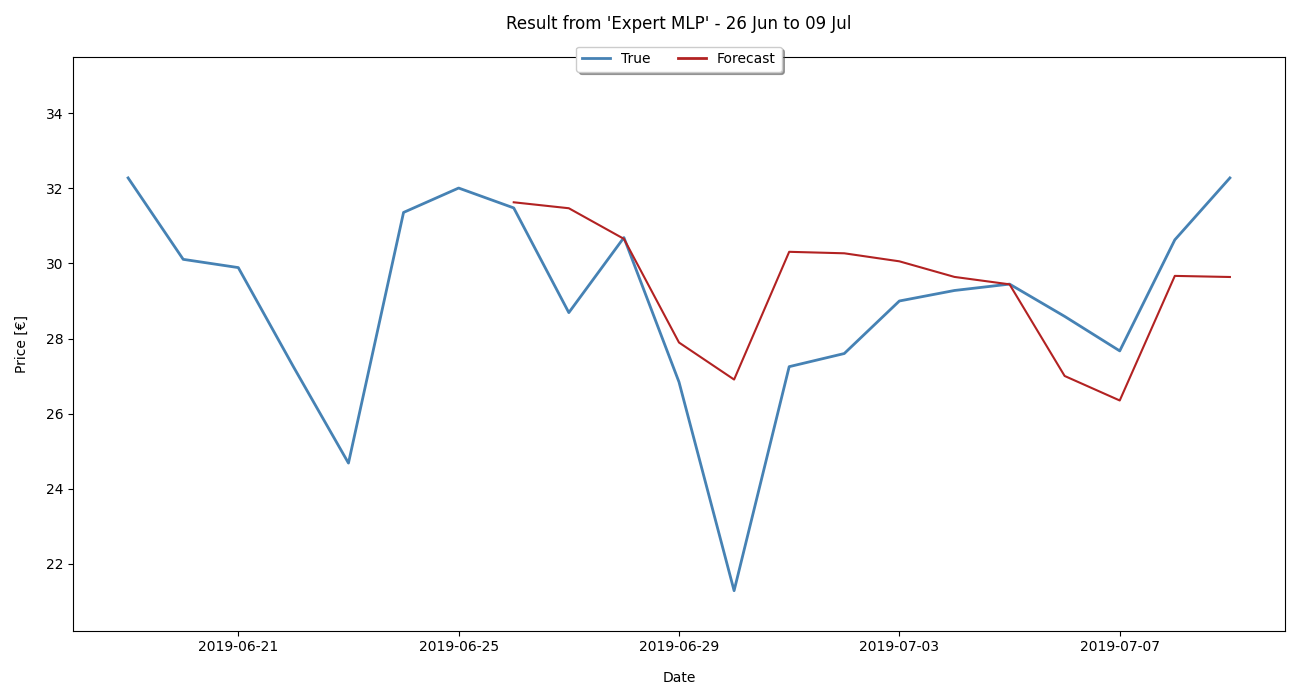 Result from 'Expert MLP' - 26 Jun to 09 Jul
True
Forecast
34
32
30
28
26
24
22
Price [€]
2019-06-21
2019-06-25
2019-06-29
2019-07-03
2019-07-07
Date